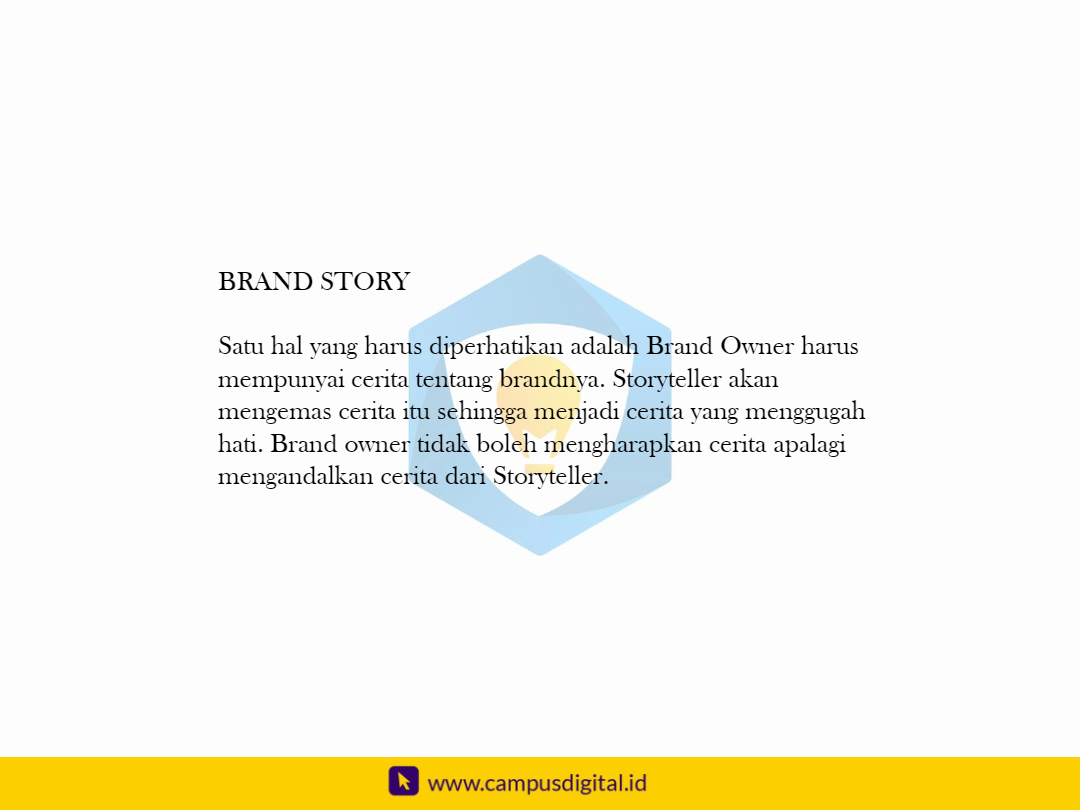 BRAND STORY
Satu hal yang harus diperhatikan adalah Brand Owner harus
mempunyai cerita tentang brandnya. Storyteller akan
mengemas cerita itu sehingga menjadi cerita yang menggugah
hati. Brand owner tidak boleh mengharapkan cerita apalagi
mengandalkan cerita dari Storyteller.
www.campusdigital.id